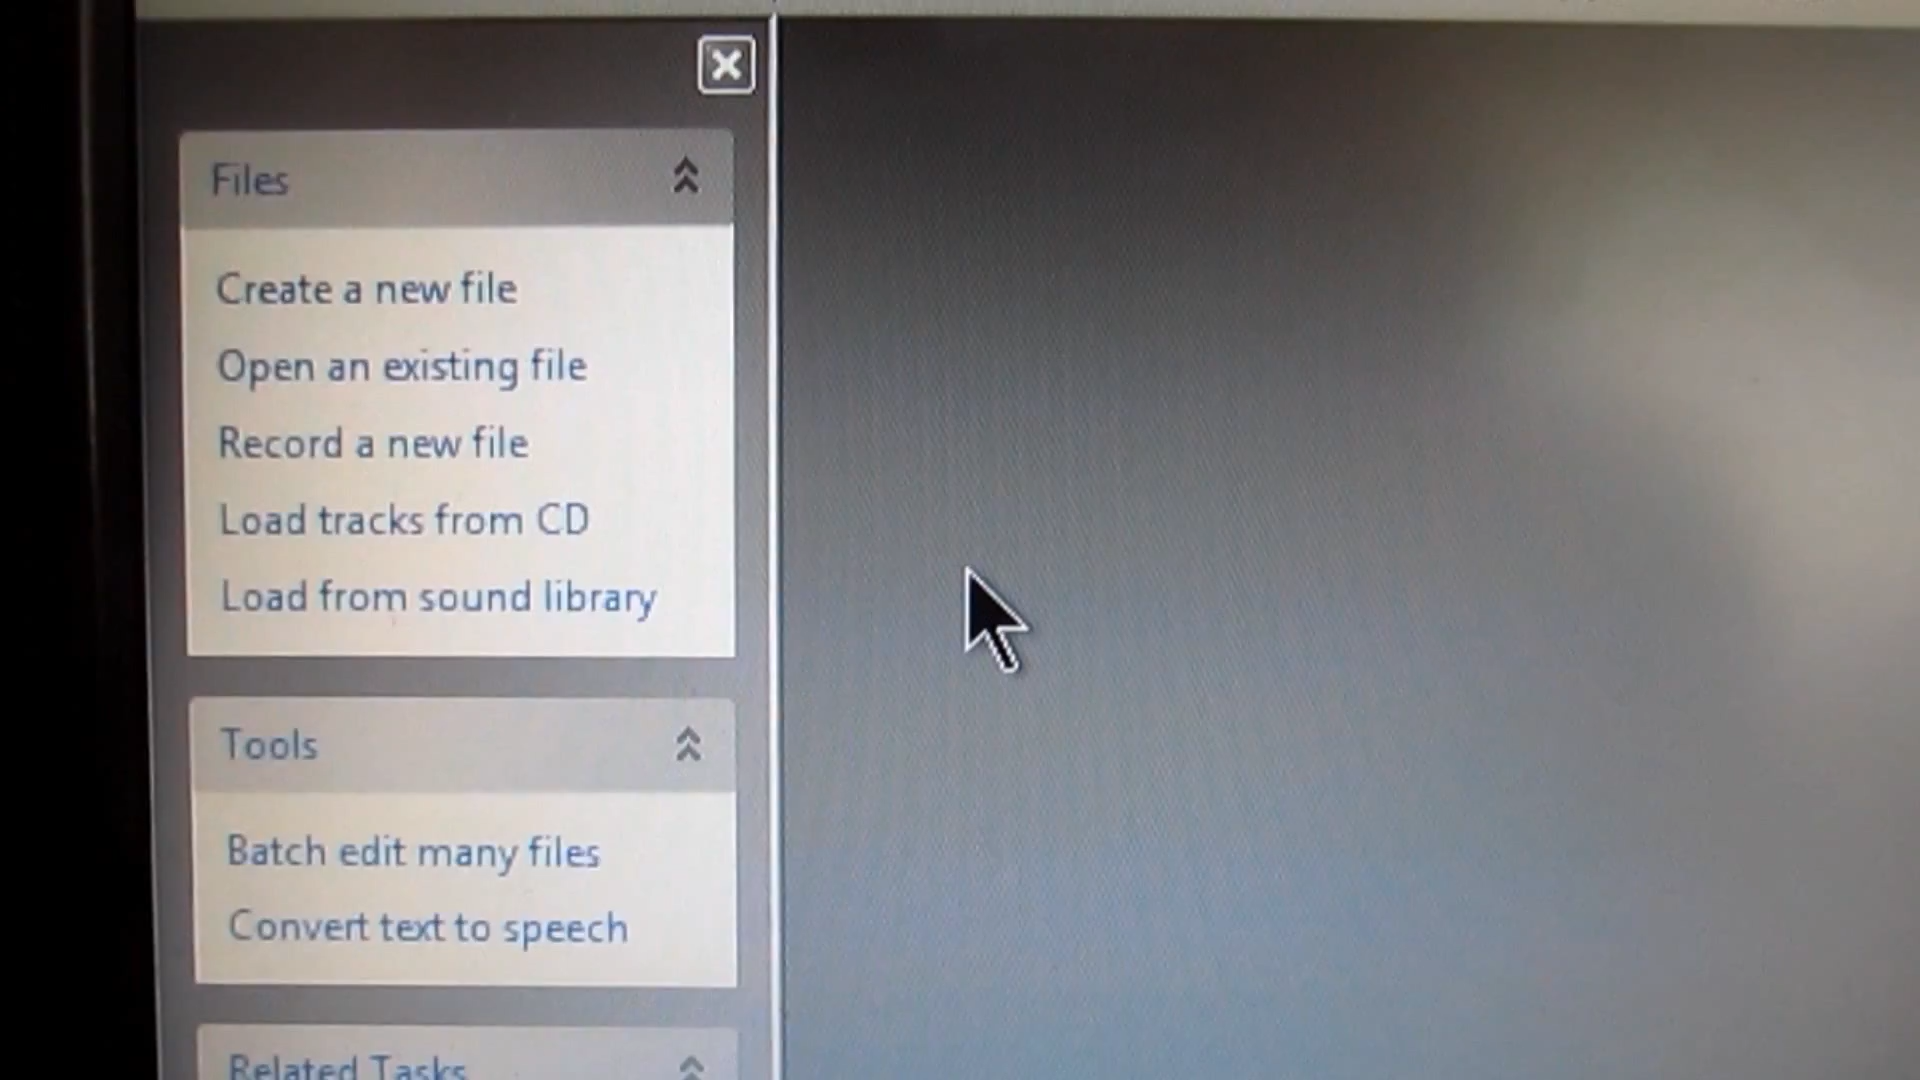 Files
Create a new file
Open an existing file
Record a new file
Load tracks from CD
Load from sound library
Tools
Batch edit many files
Convert text to speech
Related Tasks